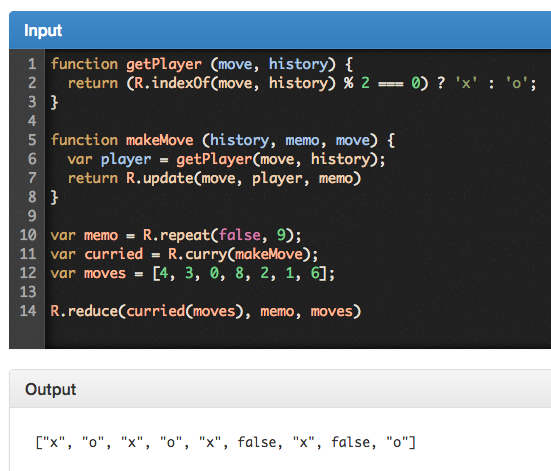 Input
1 function getPlayer (move, history) {
2   return (R.indexOf(move, history) % 2 === 0) ? 'x' : 'o';
3 }
4
5 function makeMove (history, memo, move) {
6   var player = getPlayer(move, history);
7   return R.update(move, player, memo)
8 }
9
10 var memo = R.repeat(false, 9);
11 var curried = R.curry(makeMove);
12 var moves = [4, 3, 0, 8, 2, 1, 6];
13
14 R.reduce(curried(moves), memo, moves)
Output
["x", "o", "x", "o", "x", false, "x", false, "o"]